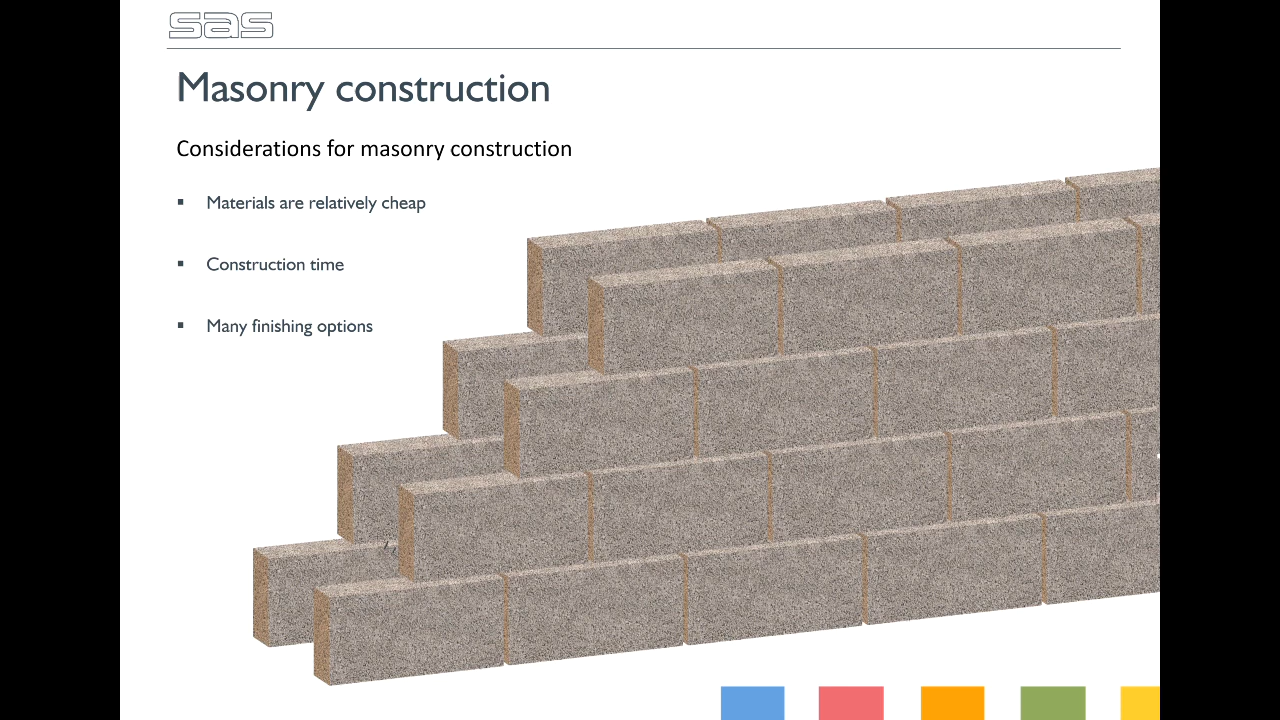 sas
Masonry construction
Considerations for masonry construction
▪ Materials are relatively cheap
▪ Construction time
▪ Many finishing options